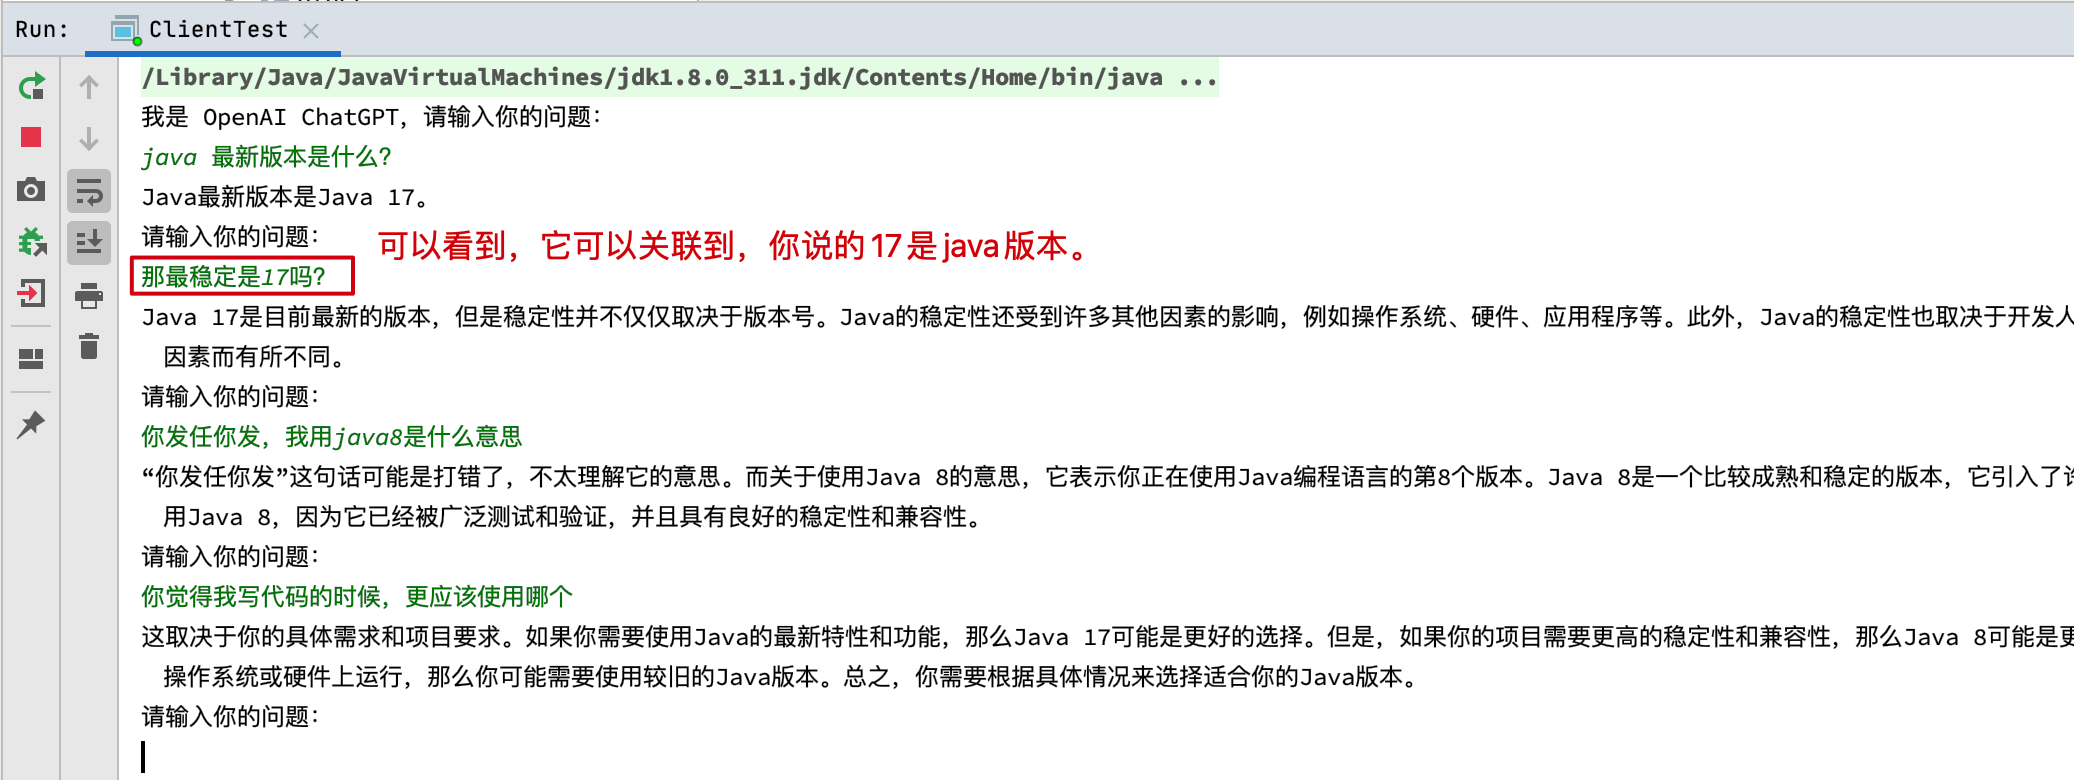 Run: ClientTest
/Library/Java/JavaVirtualMachines/jdk1.8.0_311.jdk/Contents/Home/bin/java ...
我是 OpenAI ChatGPT，请输入你的问题：
java 最新版本是什么？
Java最新版本是Java 17。
请输入你的问题：
可以看到，它可以关联到，你说的17是java版本。
那最稳定是17吗？
Java 17是目前最新的版本，但是稳定性并不仅仅取决于版本号。Java的稳定性还受到许多其他因素的影响，例如操作系统、硬件、应用程序等。此外，Java的稳定性也取决于开发人
因素而有所不同。
请输入你的问题：
你发任你发，我用java8是什么意思
“你发任你发”这句话可能是打错了，不太理解它的意思。而关于使用Java 8的意思，它表示你正在使用Java编程语言的第8个版本。Java 8是一个比较成熟和稳定的版本，它引入了
用Java 8，因为它已经被广泛测试和验证，并且具有良好的稳定性和兼容性。
请输入你的问题：
你觉得我写代码的时候，更应该使用哪个
这取决于你的具体需求和项目要求。如果你需要使用Java的最新特性和功能，那么Java 17可能是更好的选择。但是，如果你的项目需要更高的稳定性和兼容性，那么Java 8可能是更
操作系统或硬件上运行，那么你可能需要使用较旧的Java版本。总之，你需要根据具体情况来选择适合你的Java版本。
请输入你的问题：